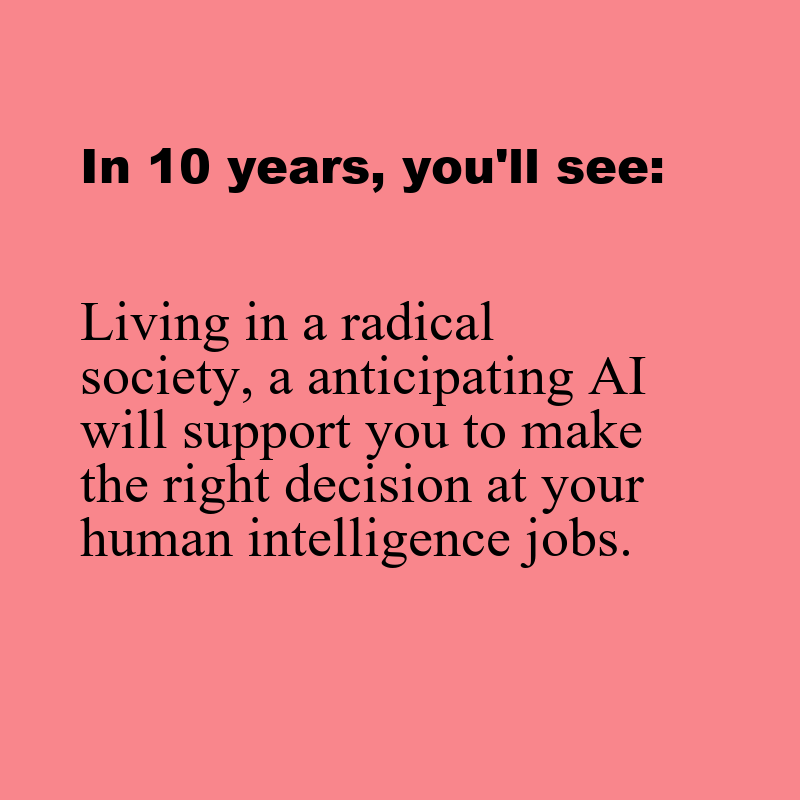 In 10 years, you'll see:
Living in a radical
society, a anticipating AI
will support you to make
the right decision at your
human intelligence jobs.